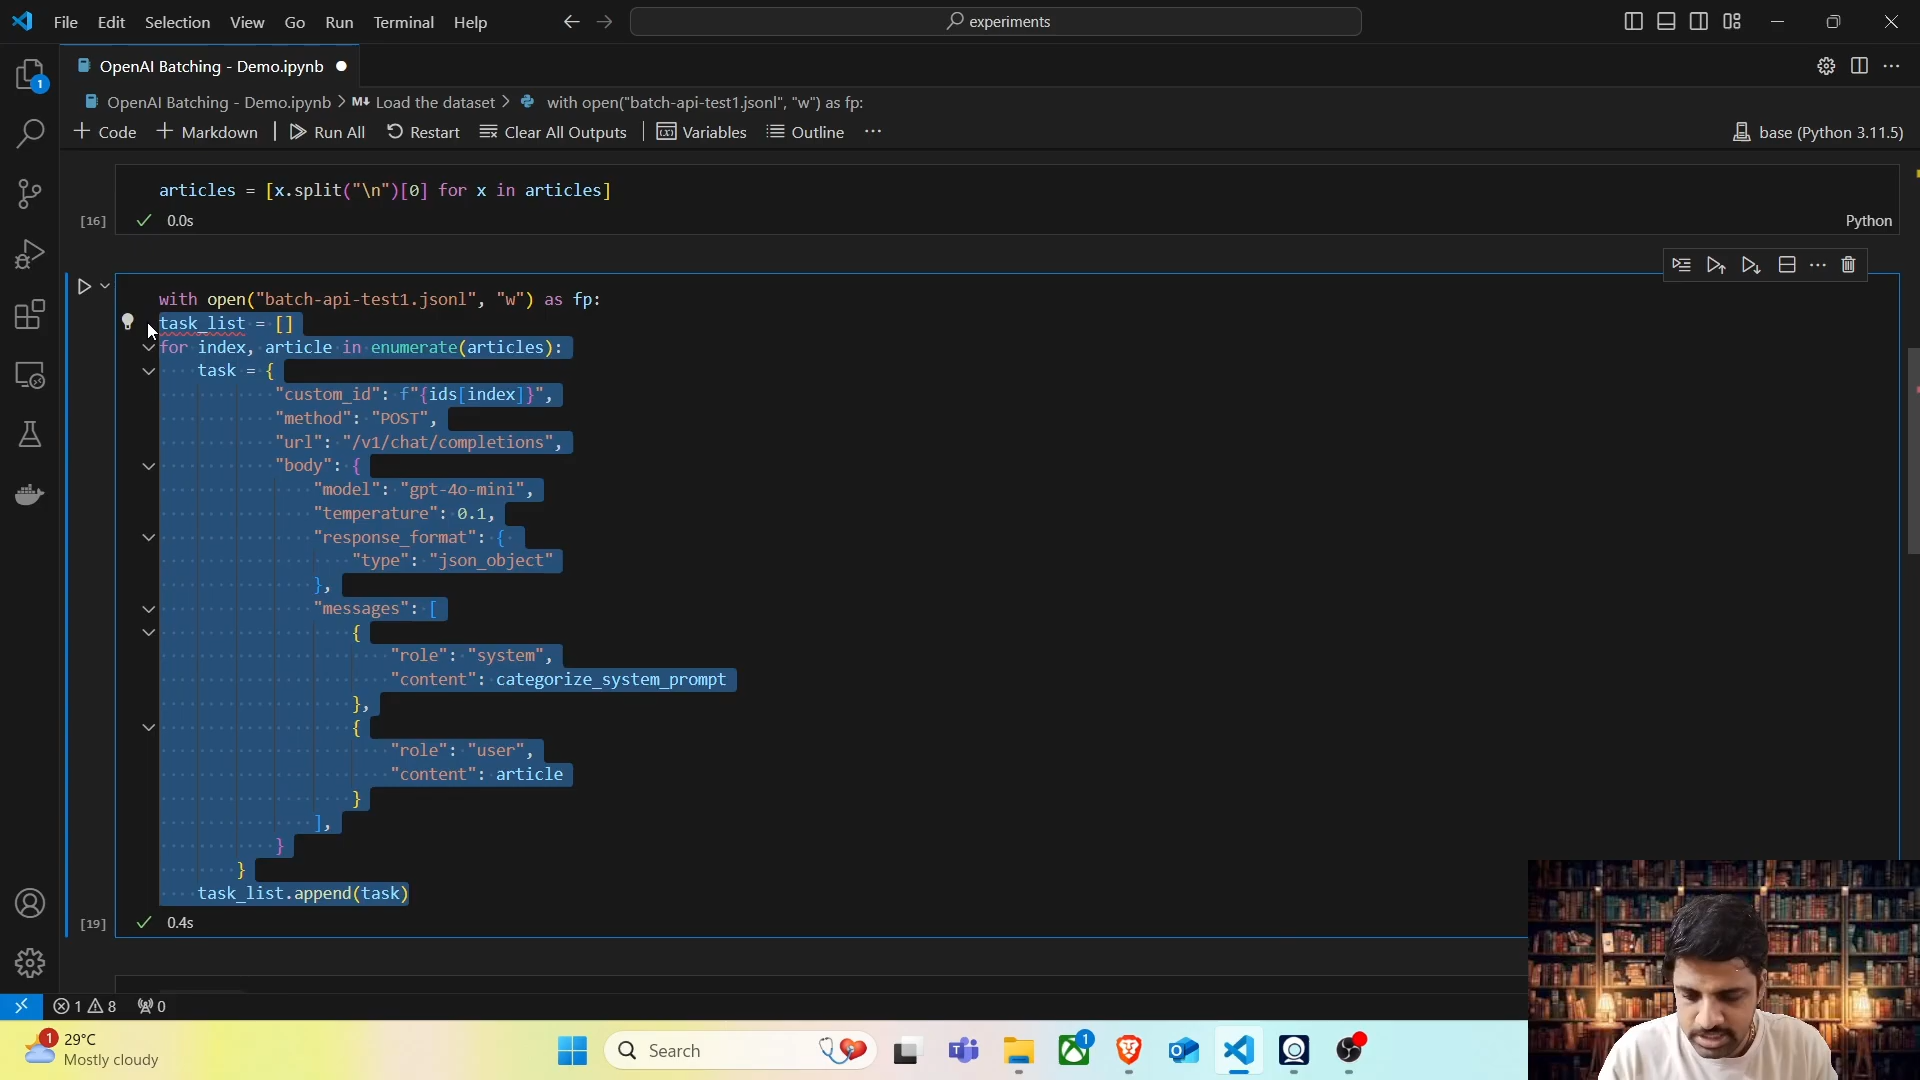 File Edit Selection View Go Run Terminal Help
experiments
1
OpenAI Batching - Demo.ipynb
OpenAI Batching - Demo.ipynb > M↓ Load the dataset > with open("batch-api-test1.jsonl", "w") as fp:
+ Code + Markdown | Run All Restart Clear All Outputs | Variables Outline ...
base (Python 3.11.5)
articles = [x.split("\n")[0] for x in articles]
[16] 0.0s
Python
with open("batch-api-test1.jsonl", "w") as fp:
task_list = []
for index, article in enumerate(articles):
task = {
"custom_id": f"{ids[index]}",
"method": "POST",
"url": "/v1/chat/completions",
"body": {
"model": "gpt-4o-mini",
"temperature": 0.1,
"response_format": {
"type": "json_object"
},
"messages": [
{
"role": "system",
"content": categorize_system_prompt
},
{
"role": "user",
"content": article
}
],
}
}
task_list.append(task)
[19] 0.4s
1 8 0
1
29°C
Mostly cloudy
Search
1